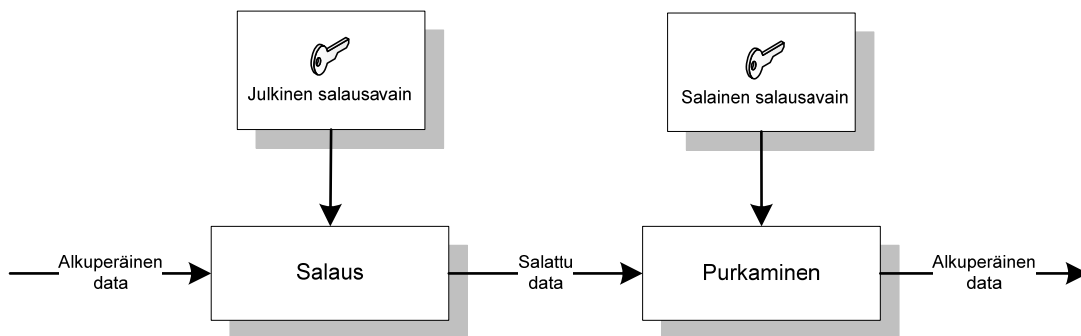 Julkinen salausavain
Salainen salausavain
Alkuperäinen
data
Salaus
Salattu
data
Purkaminen
Alkuperäinen
data